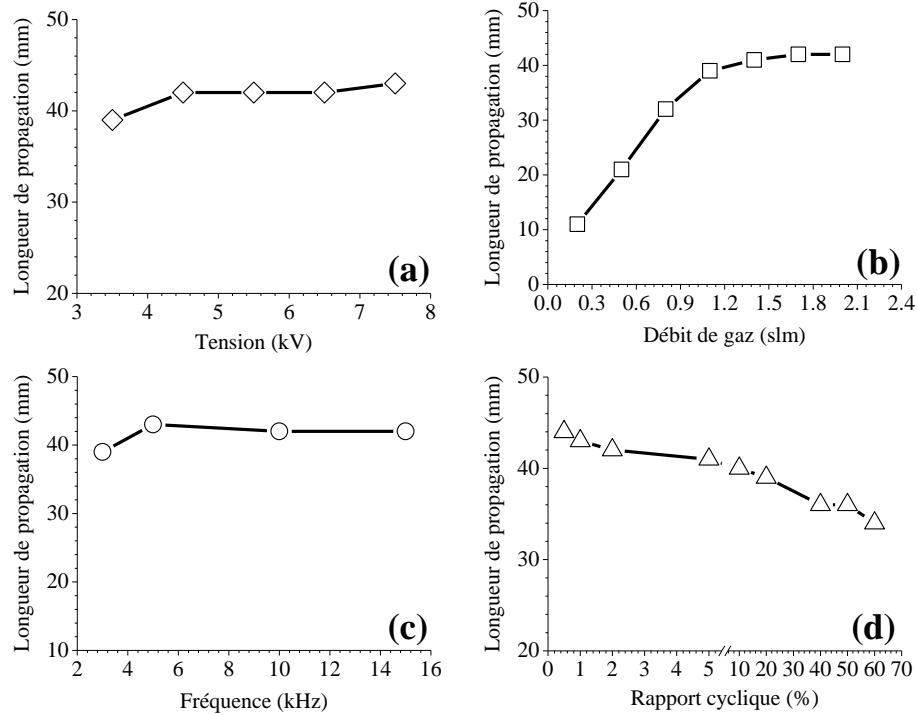 Longueur de propagation (mm)
50
40
30
20
3 4 5 6 7 8
Tension (kV)
(a)
Longueur de propagation (mm)
50
40
30
20
10
0
0.0 0.3 0.6 0.9 1.2 1.5 1.8 2.1 2.4
Débit de gaz (slm)
(b)
Longueur de propagation (mm)
50
40
30
20
10
2 4 6 8 10 12 14 16
Fréquence (kHz)
(c)
Longueur de propagation (mm)
50
40
30
20
0 1 2 3 4 5 10 20 30 40 50 60 70
Rapport cyclique (%)
(d)